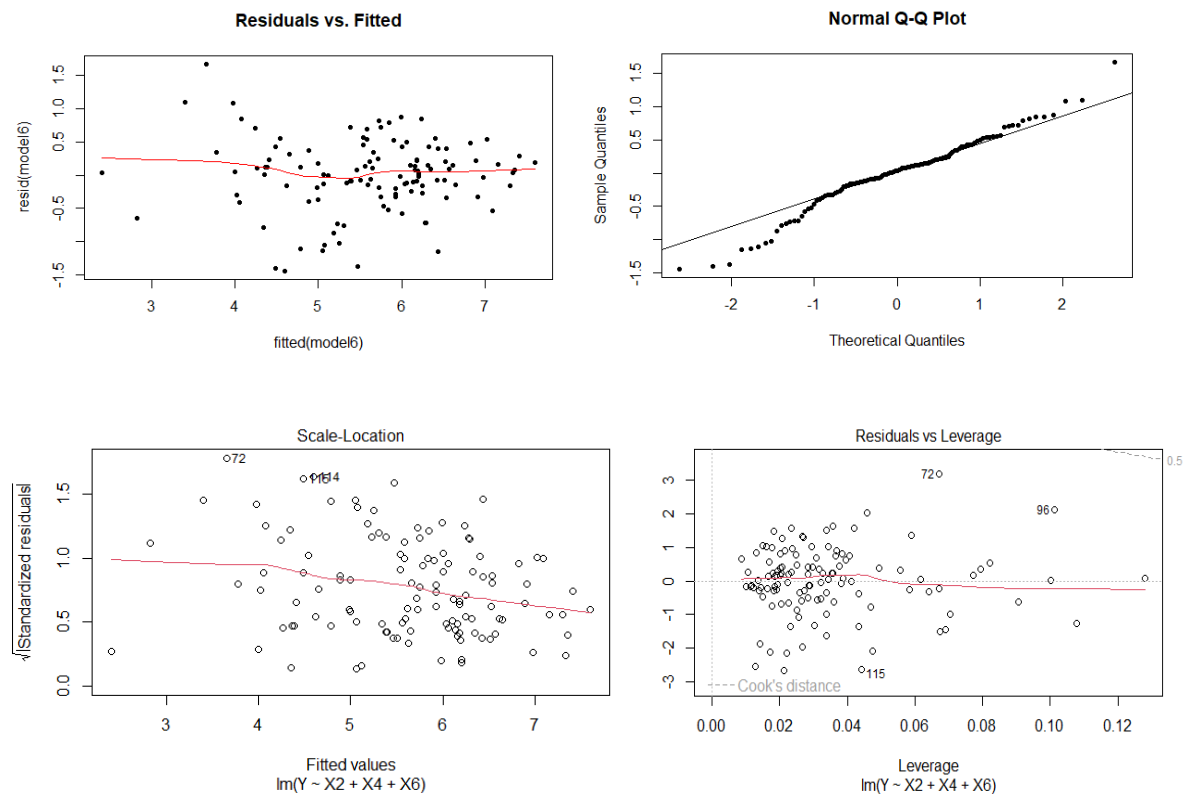 Residuals vs. Fitted
resid(model6)
1.5
1.0
0.5
-0.5
-1.5
3 4 5 6 7
fitted(model6)
Normal Q-Q Plot
Sample Quantiles
1.5
0.5
-0.5
-1.5
-2 -1 0 1 2
Theoretical Quantiles
Scale-Location
√|Standardized residuals|
1.5
1.0
0.5
0.0
72
114
3 4 5 6 7
Fitted values
lm(Y ~ X2 + X4 + X6)
Residuals vs Leverage
3
2
1
0
-1
-2
-3
0.5
72
96
115
Cook's distance
0.00 0.02 0.04 0.06 0.08 0.10 0.12
Leverage
lm(Y ~ X2 + X4 + X6)